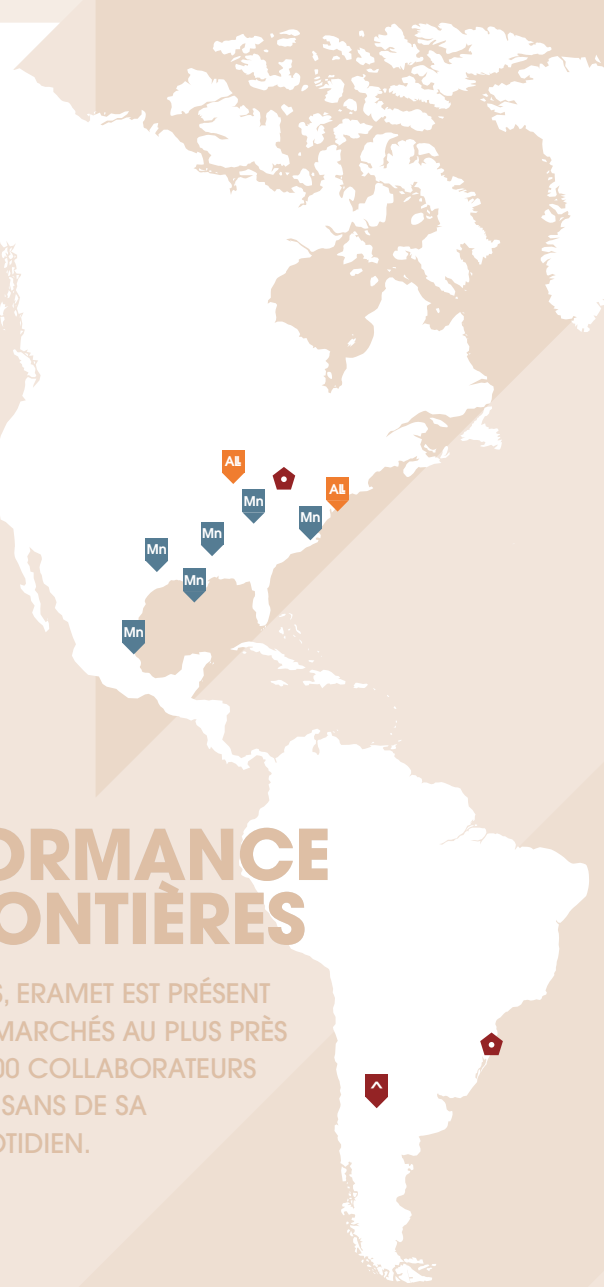 AL
Mn
AL
Mn
Mn
Mn
Mn
Mn
ORMANCE
ONTIÈRES
S, ERAMET EST PRÉSENT
MARCHÉS AU PLUS PRÈS
00 COLLABORATEURS
SANS DE SA
OTIDIEN.